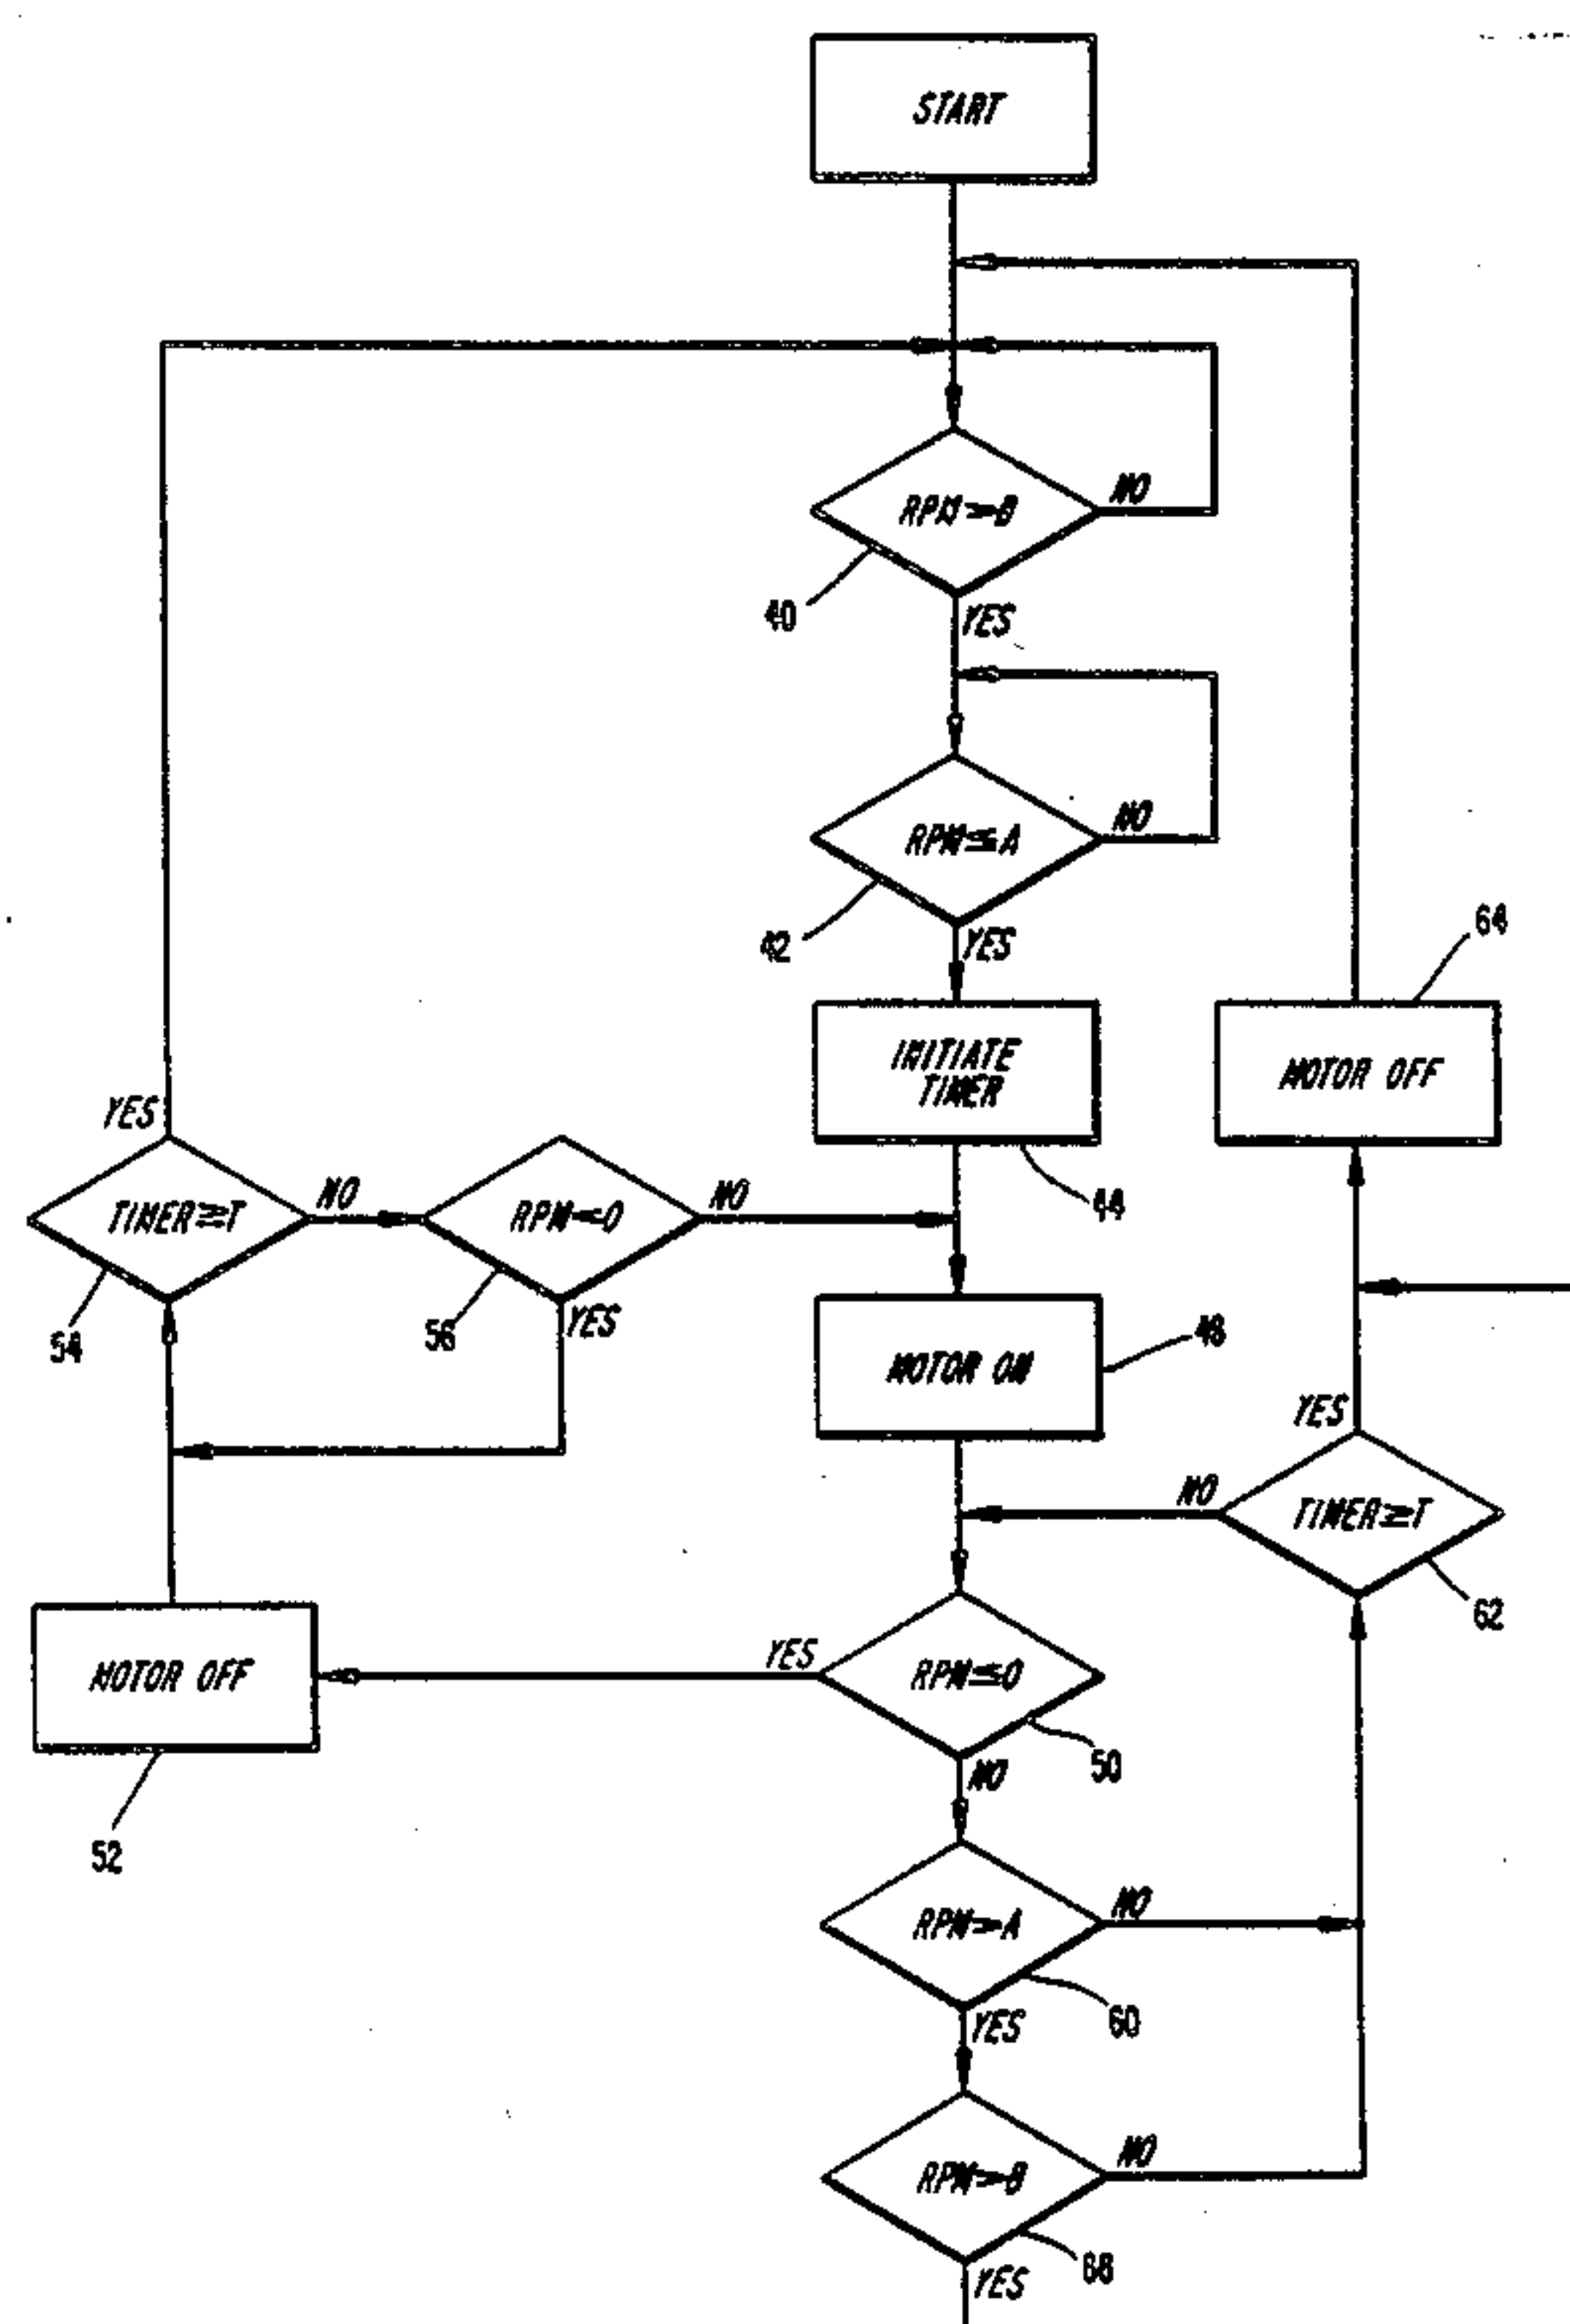 START
RPM>B
NO
40
YES
RPM≤A
NO
42
YES
64
INITIATE
TIMER
MOTOR OFF
YES
44
TIMER≥T
NO
RPM≤0
NO
54
56
YES
48
MOTOR ON
YES
NO
TIMER≥T
62
MOTOR OFF
YES
RPM≤0
50
NO
52
RPM>A
NO
60
YES
RPM>B
NO
68
YES